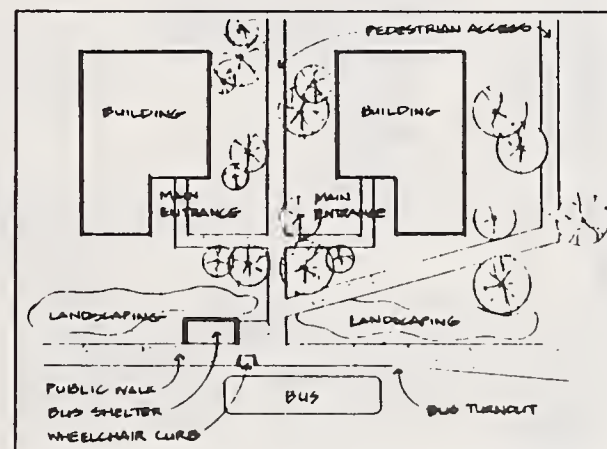 PEDESTRIAN ACCESS
BUILDING
BUILDING
MAIN
ENTRANCE
MAIN
ENTRANCE
LANDSCAPING
LANDSCAPING
PUBLIC WALK
BUS SHELTER
WHEELCHAIR CURB
BUS
BUS TURNOUT